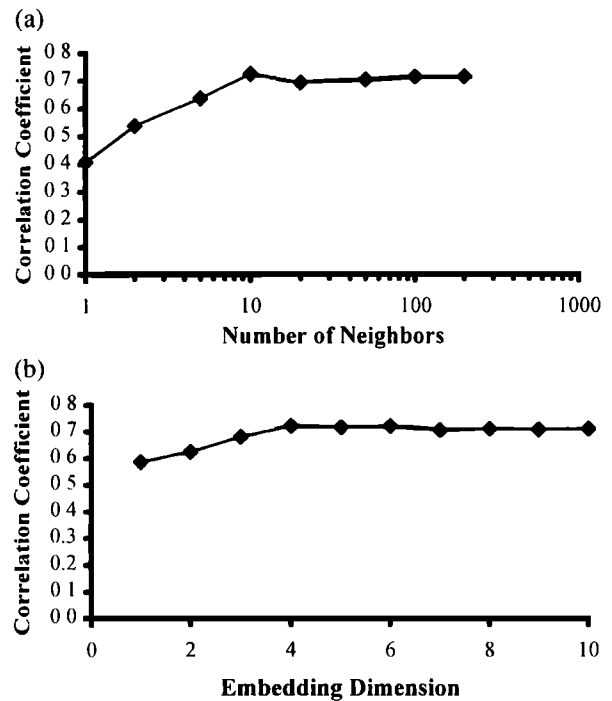 (a)
Correlation Coefficient
0 8
0 7
0 6
0 5
0 4
0 3
0 2
0 1
0 0
1 10 100 1000
Number of Neighbors
(b)
Correlation Coefficient
0 8
0 7
0 6
0 5
0 4
0 3
0 2
0 1
0 0
0 2 4 6 8 10
Embedding Dimension